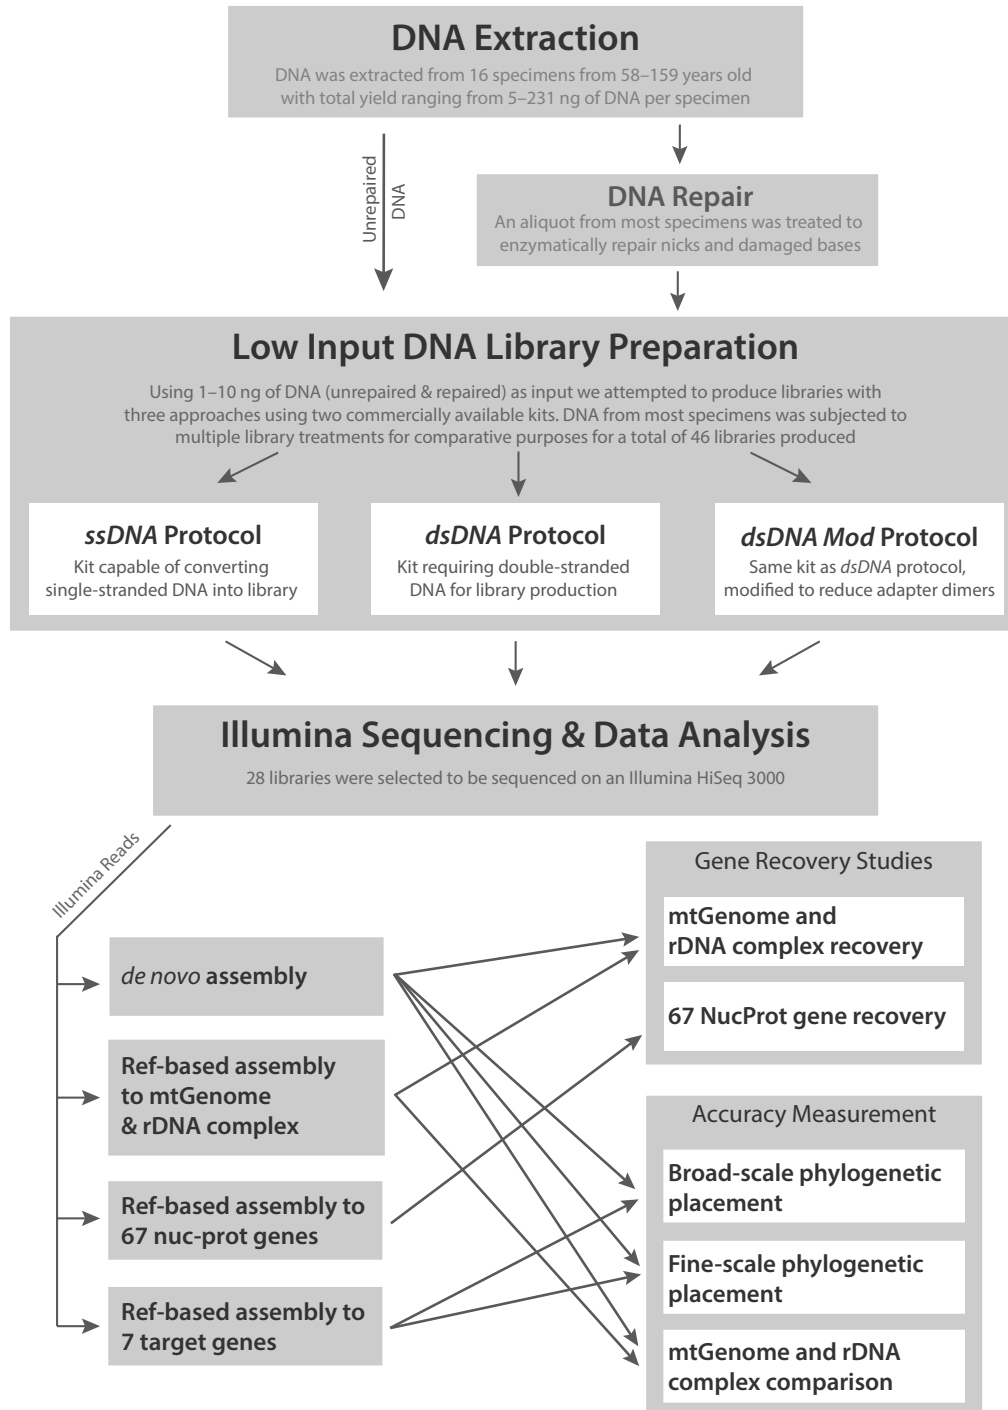 DNA Extraction
DNA was extracted from 16 specimens from 58–159 years old
with total yield ranging from 5–231 ng of DNA per specimen
Unrepaired
DNA
DNA Repair
An aliquot from most specimens was treated to
enzymatically repair nicks and damaged bases
Low Input DNA Library Preparation
Using 1–10 ng of DNA (unrepaired & repaired) as input we attempted to produce libraries with
three approaches using two commercially available kits. DNA from most specimens was subjected to
multiple library treatments for comparative purposes for a total of 46 libraries produced
ssDNA Protocol
Kit capable of converting
single-stranded DNA into library
dsDNA Protocol
Kit requiring double-stranded
DNA for library production
dsDNA Mod Protocol
Same kit as dsDNA protocol,
modified to reduce adapter dimers
Illumina Sequencing & Data Analysis
28 libraries were selected to be sequenced on an Illumina HiSeq 3000
Illumina Reads
de novo assembly
Ref-based assembly
to mtGenome
& rDNA complex
Ref-based assembly to
67 nuc-prot genes
Ref-based assembly to
7 target genes
Gene Recovery Studies
mtGenome and
rDNA complex recovery
67 NucProt gene recovery
Accuracy Measurement
Broad-scale phylogenetic
placement
Fine-scale phylogenetic
placement
mtGenome and rDNA
complex comparison